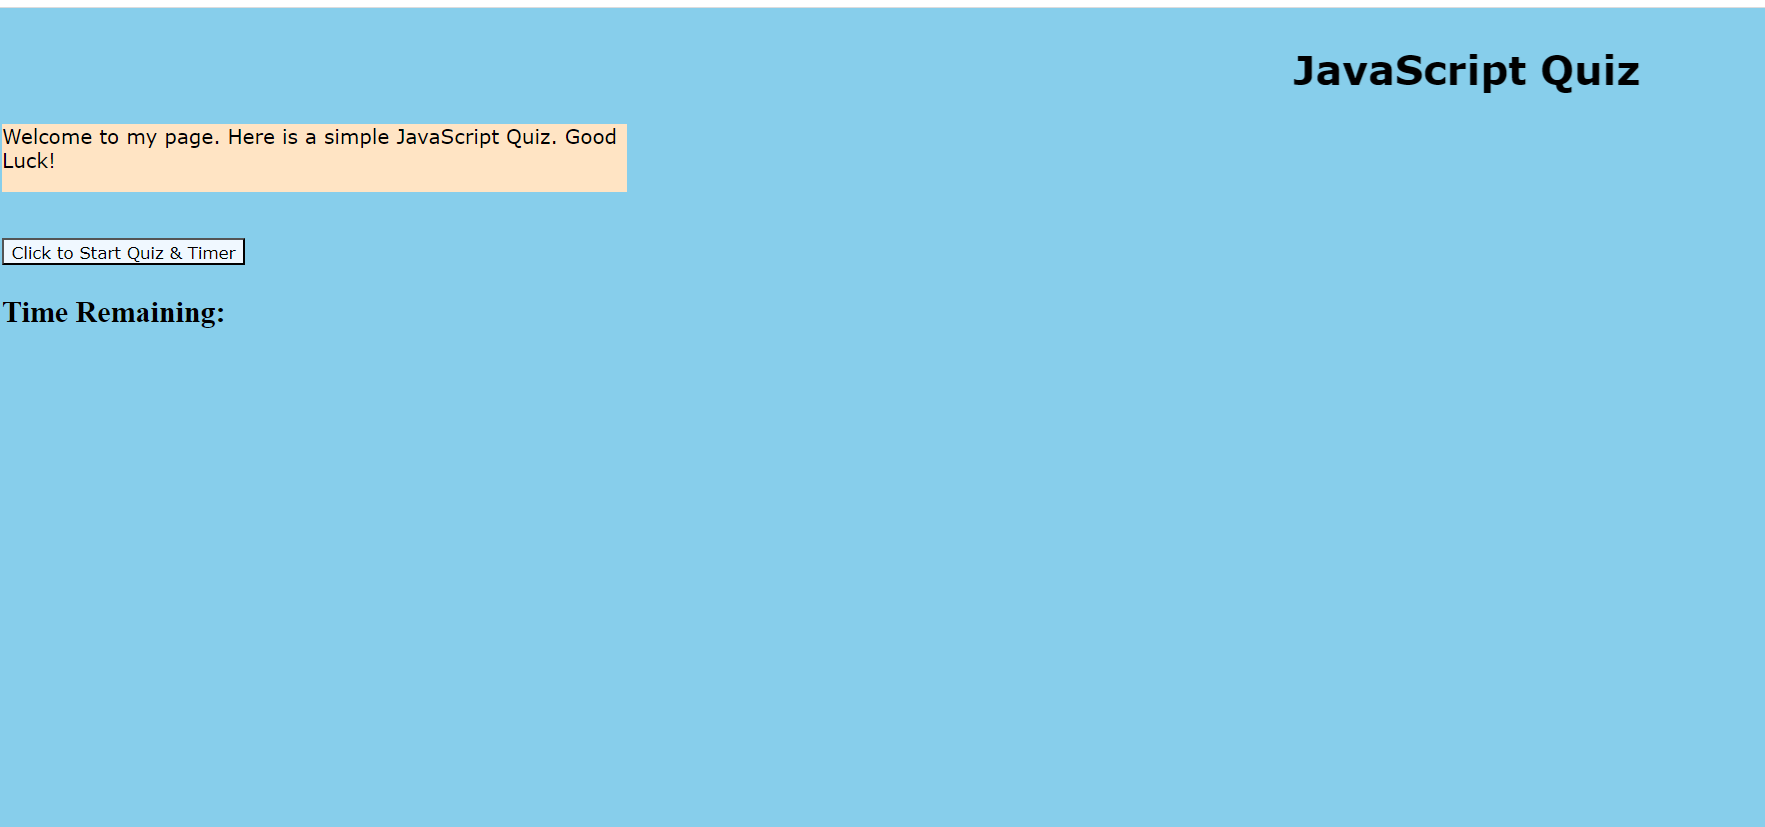 JavaScript Quiz
Welcome to my page. Here is a simple JavaScript Quiz. Good
Luck!
Click to Start Quiz & Timer
Time Remaining: